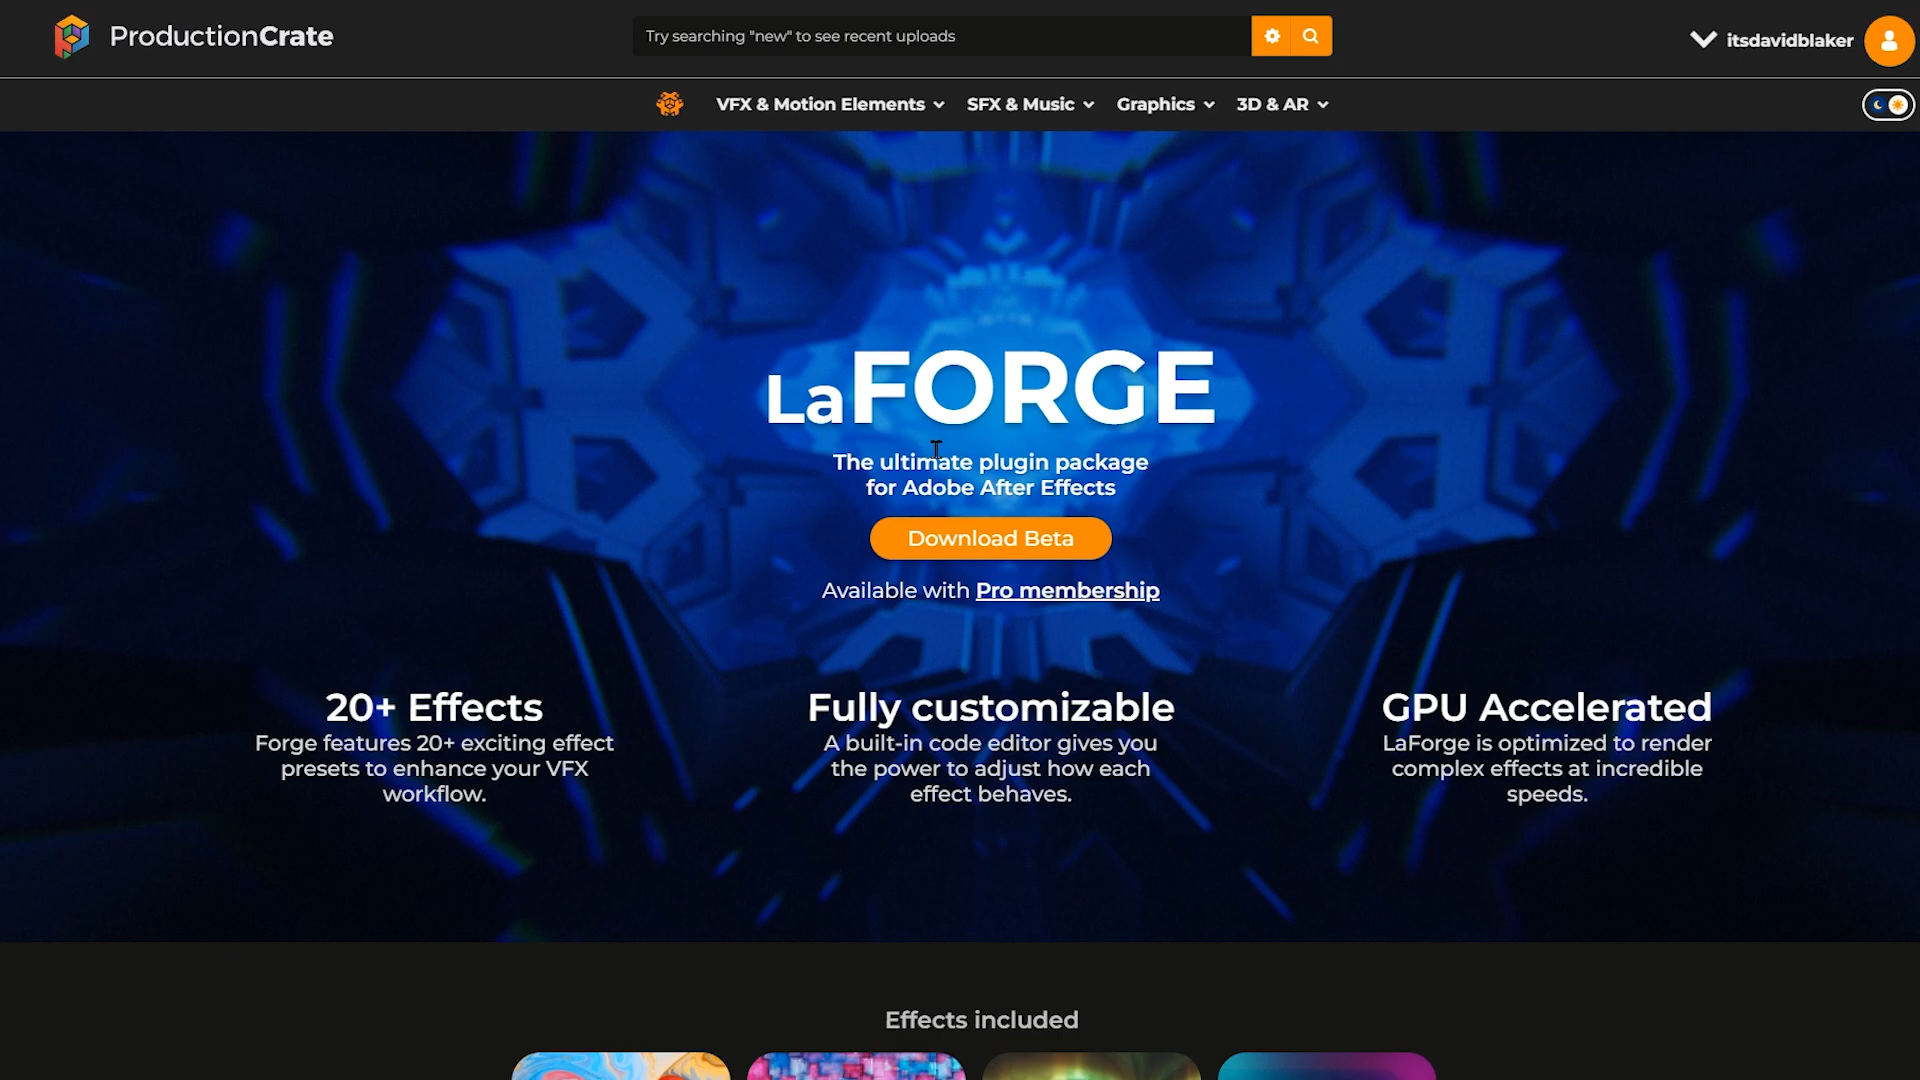 ProductionCrate
Try searching "new" to see recent uploads
itsdavidblaker
VFX & Motion Elements
SFX & Music
Graphics
3D & AR
LaFORGE
The ultimate plugin package
for Adobe After Effects
Download Beta
Available with Pro membership
20+ Effects
Forge features 20+ exciting effect
presets to enhance your VFX
workflow.
Fully customizable
A built-in code editor gives you
the power to adjust how each
effect behaves.
GPU Accelerated
LaForge is optimized to render
complex effects at incredible
speeds.
Effects included